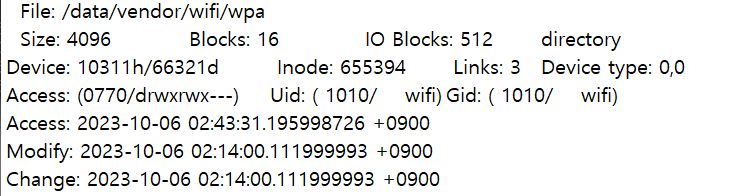 File: /data/vendor/wifi/wpa
Size: 4096 Blocks: 16 IO Blocks: 512 directory
Device: 10311h/66321d Inode: 655394 Links: 3 Device type: 0,0
Access: (0770/drwxrwx---) Uid: ( 1010/ wifi) Gid: ( 1010/ wifi)
Access: 2023-10-06 02:43:31.195998726 +0900
Modify: 2023-10-06 02:14:00.111999993 +0900
Change: 2023-10-06 02:14:00.111999993 +0900